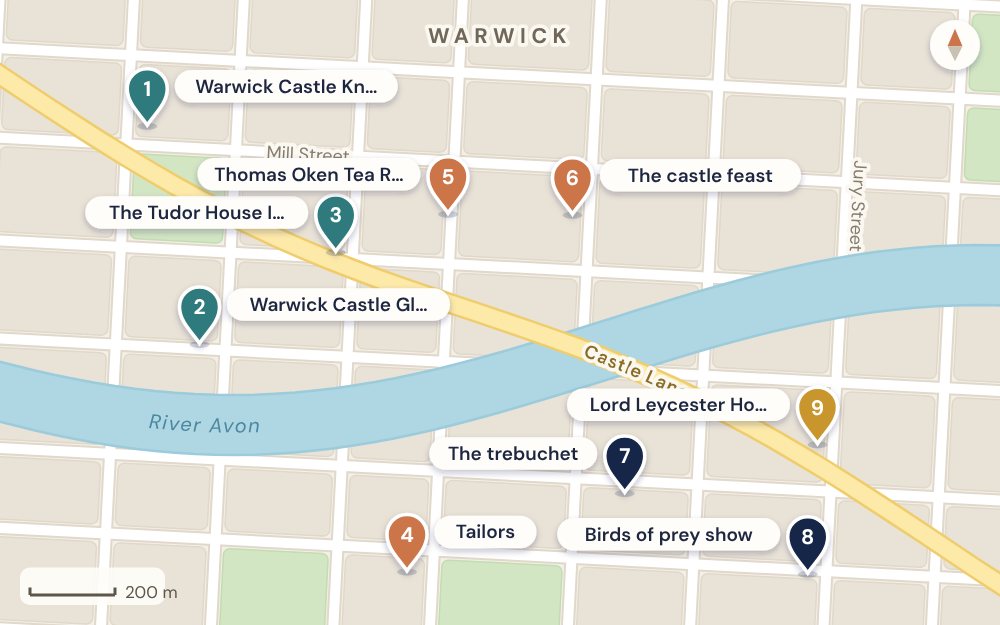 WARWICK
1
Warwick Castle Kn...
Mill Street
Thomas Oken Tea R...
5
6
The castle feast
Jury Street
The Tudor House I...
3
2
Warwick Castle Gl...
Castle Lan
Lord Leycester Ho...
9
River Avon
The trebuchet
7
4
Tailors
Birds of prey show
8
200 m